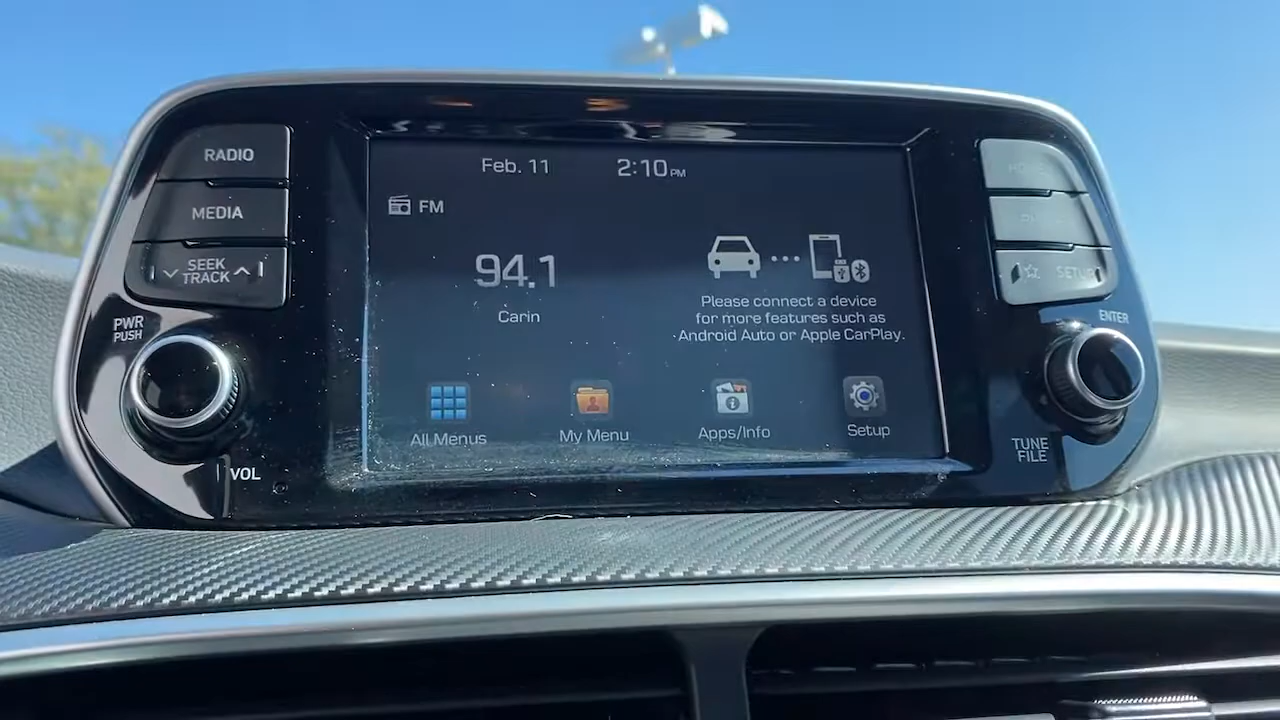 RADIO
MEDIA
SEEK
TRACK
PWR
PUSH
VOL
Feb. 11 2:10 PM
FM
94.1
Carin
Please connect a device
for more features such as
Android Auto or Apple CarPlay.
All Menus My Menu Apps/Info Setup
SETUP
ENTER
TUNE
FILE